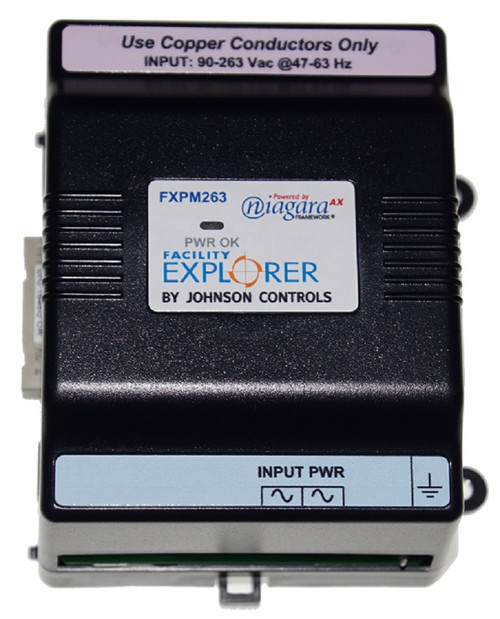 Use Copper Conductors Only
INPUT: 90-263 Vac @47-63 Hz
FXPM263
Powered by
niagara AX
FRAMEWORK®
PWR OK
FACILITY
EXPLORER
BY JOHNSON CONTROLS
INPUT PWR